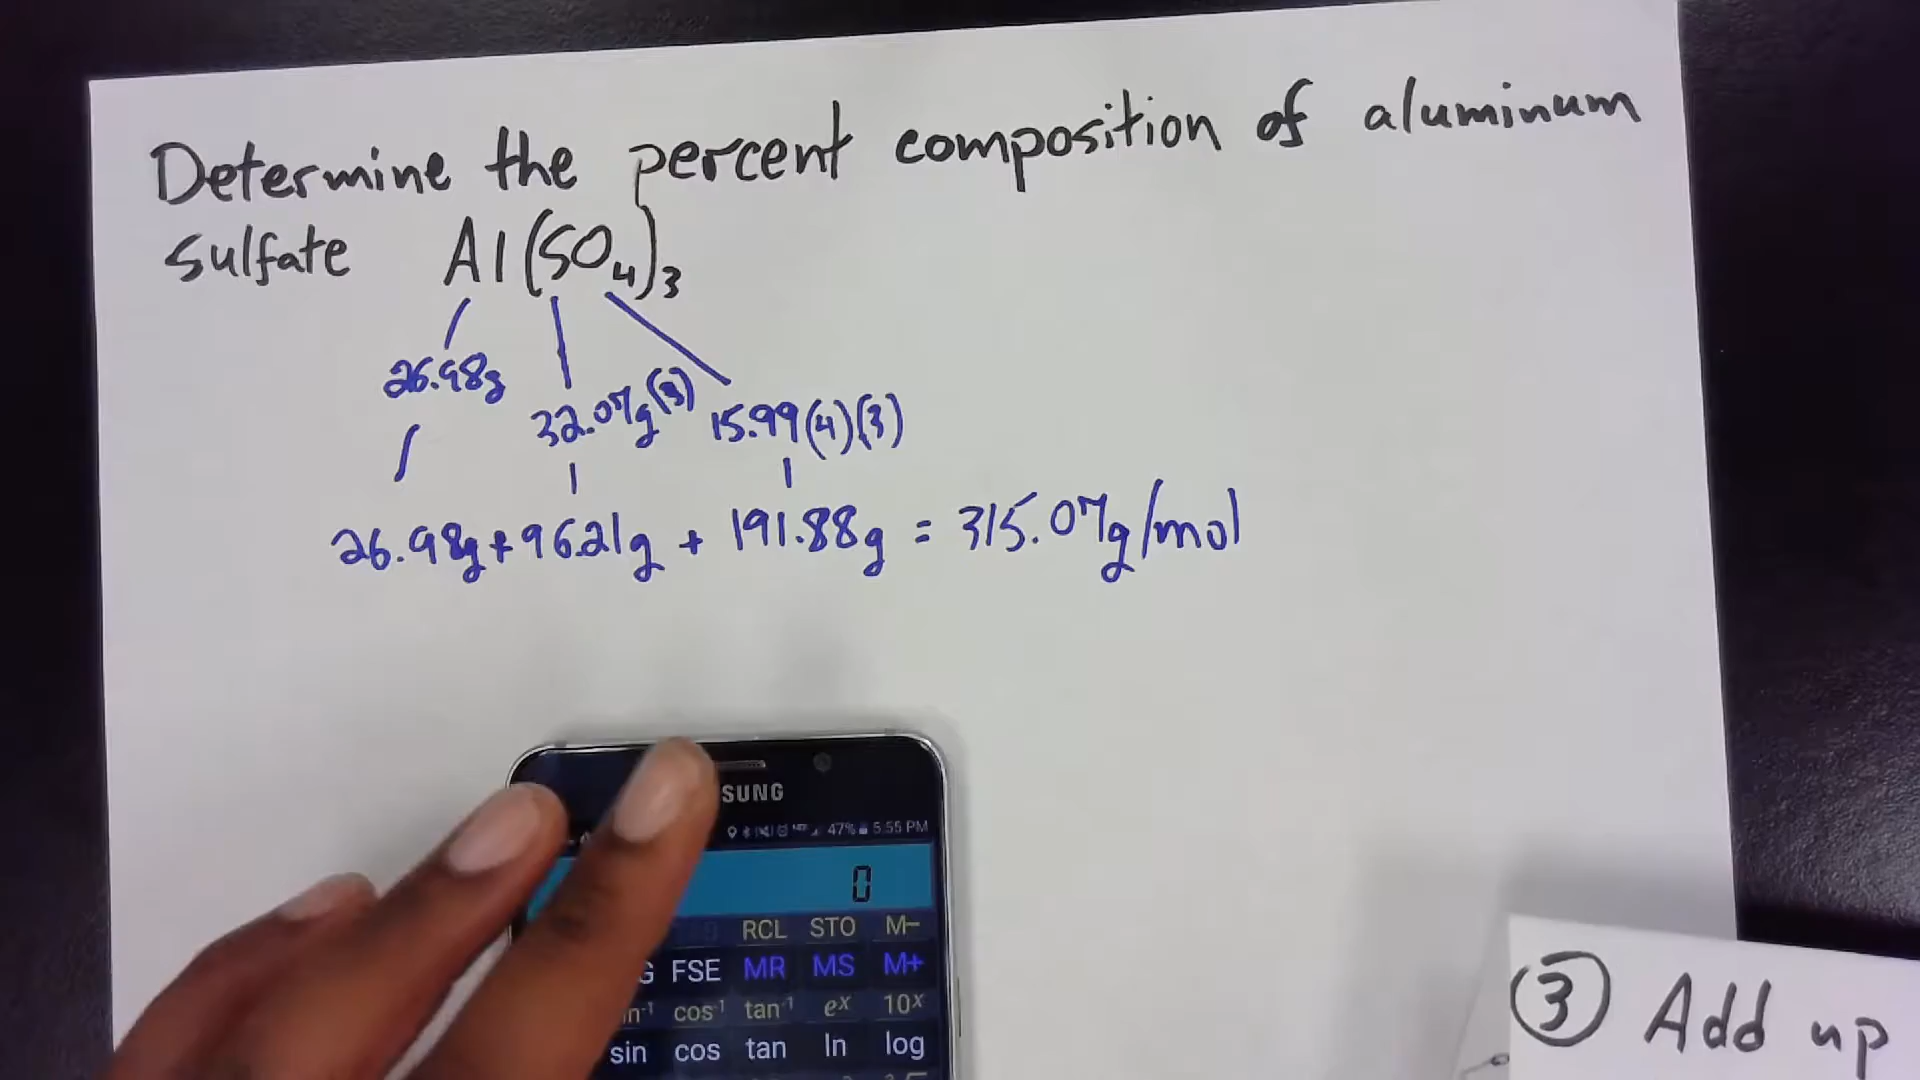 Determine the percent composition of aluminum
sulfate Al(SO₄)₃
26.98g 32.07g(3) 15.99(4)(3)
26.98g + 96.21g + 191.88g = 315.07g/mol
SUNG
47% 5:55 PM
0
RCL STO M−
G FSE MR MS M+
cos⁻¹ tan⁻¹ eˣ 10ˣ
sin cos tan ln log
③ Add up